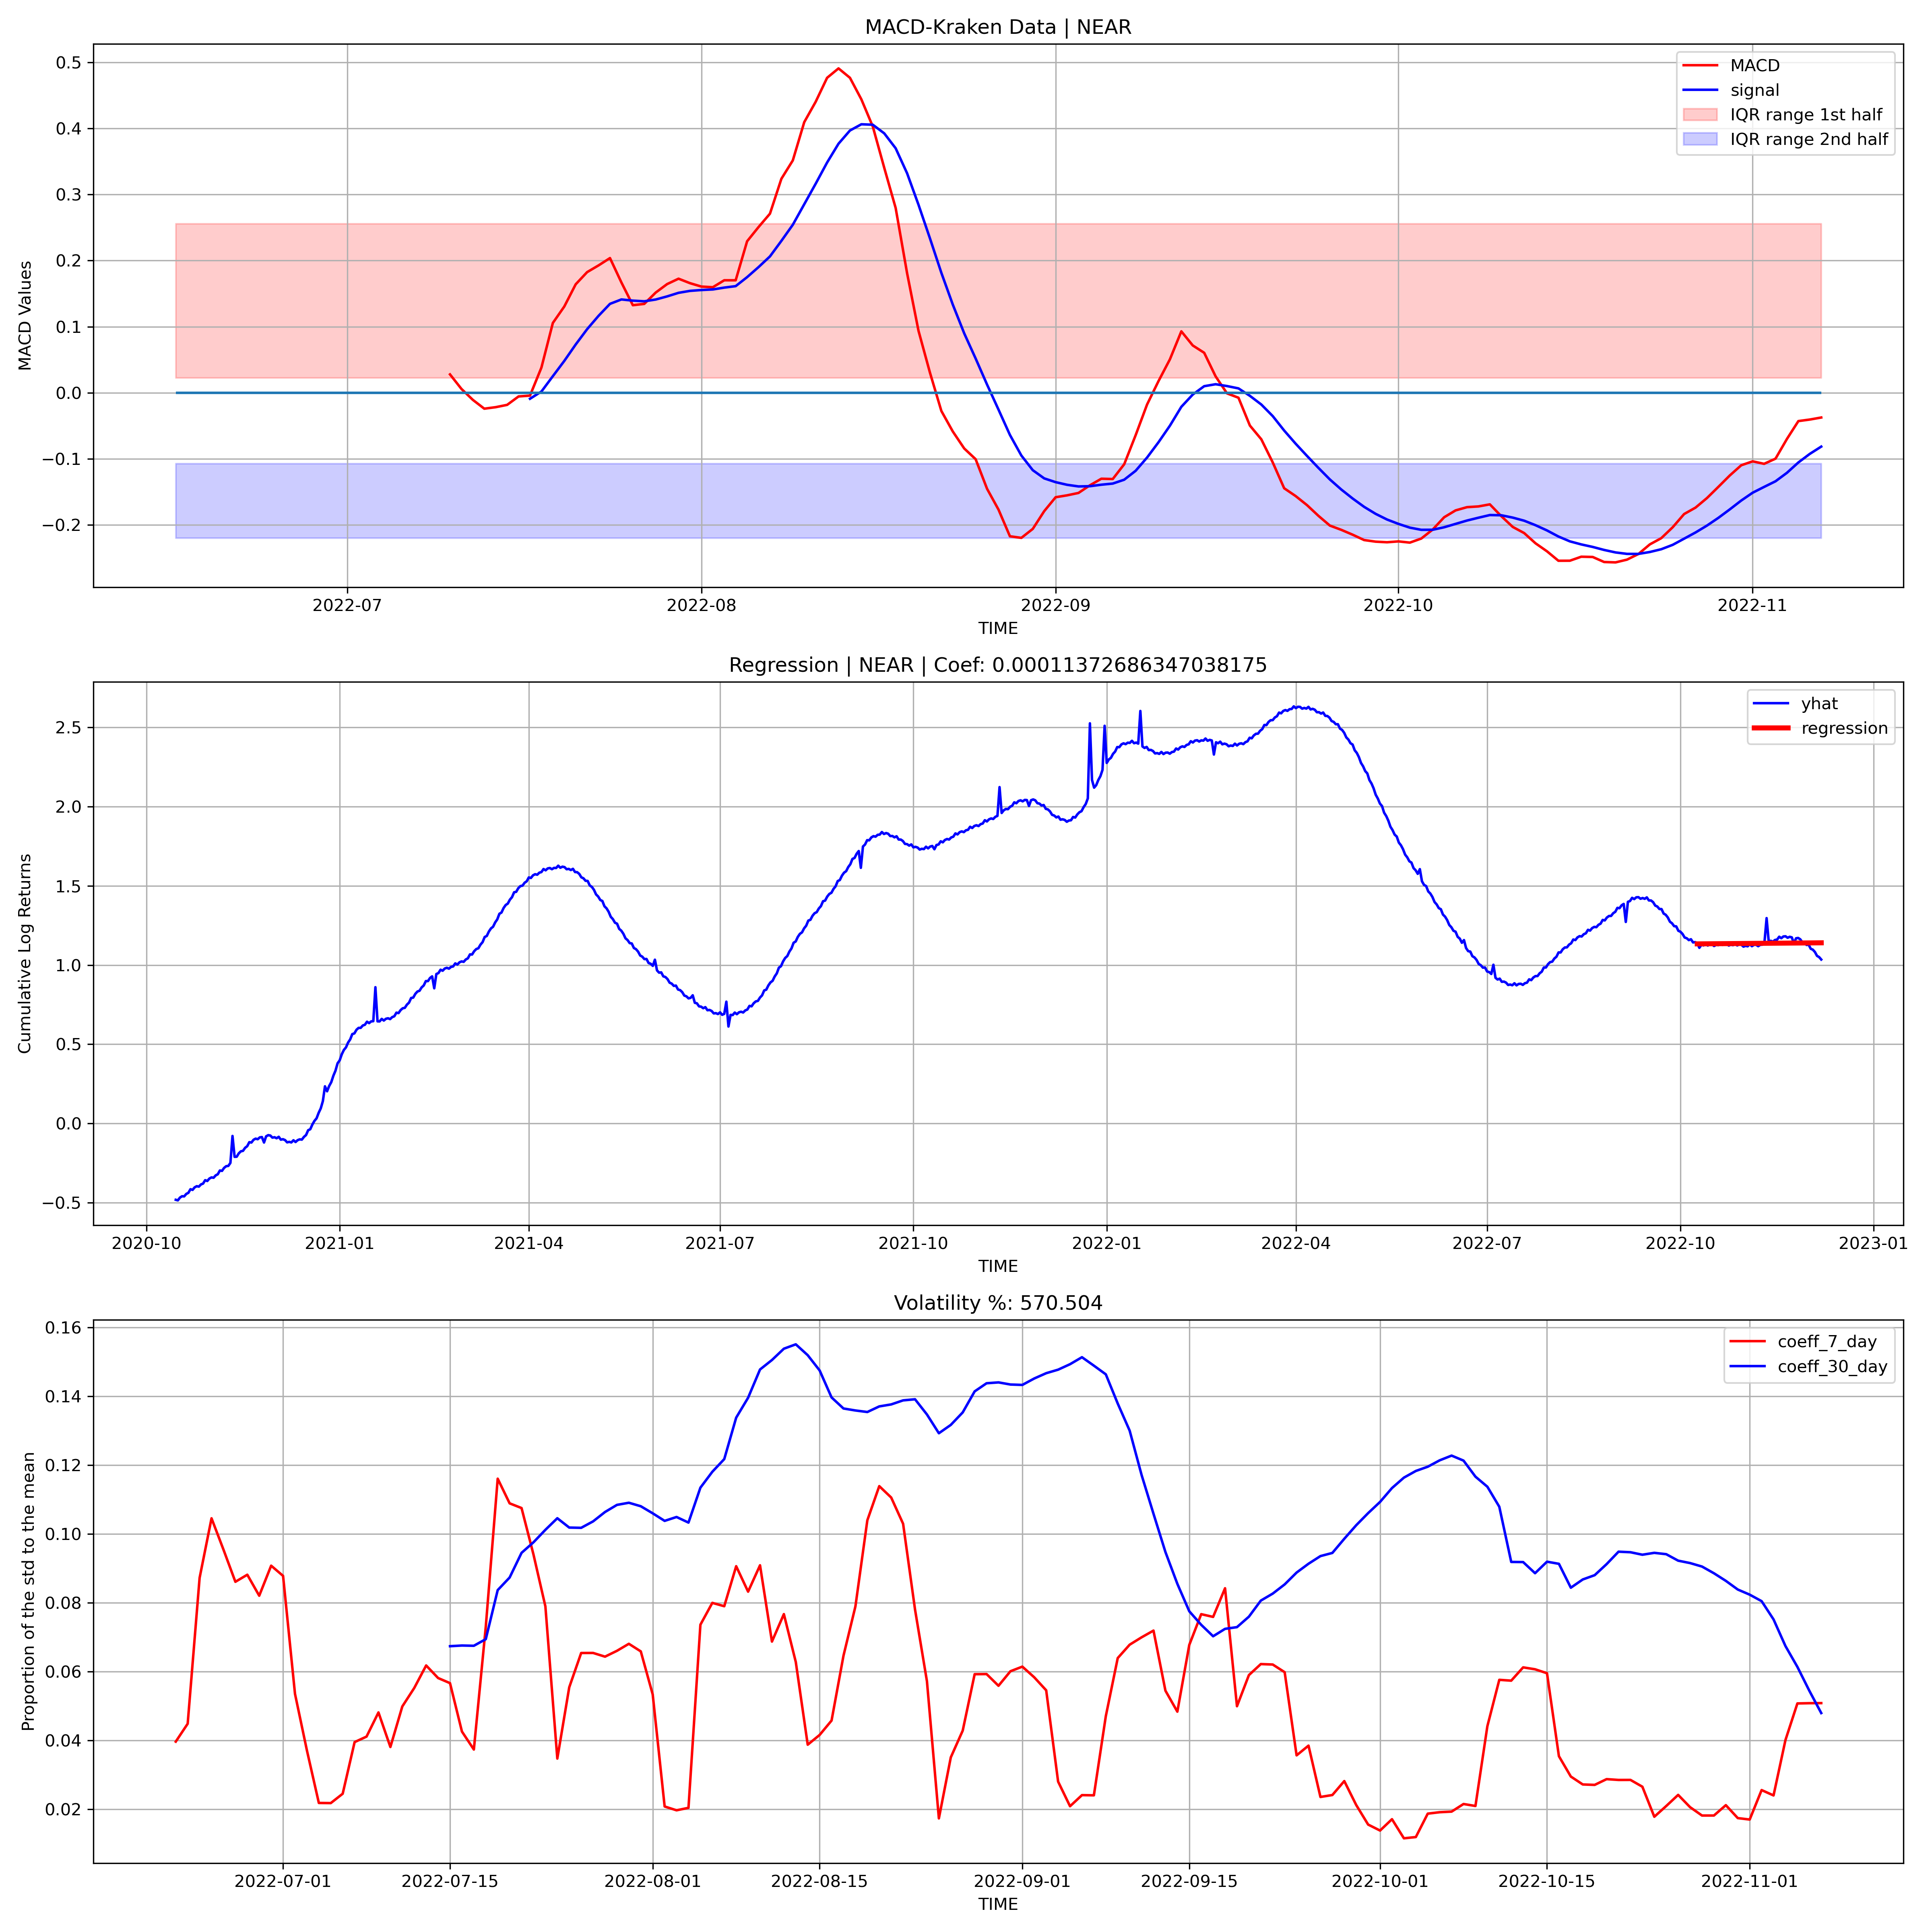 MACD-Kraken Data | NEAR
MACD
signal
IQR range 1st half
IQR range 2nd half
0.5
0.4
0.3
0.2
0.1
0.0
−0.1
−0.2
MACD Values
2022-07 2022-08 2022-09 2022-10 2022-11
TIME
Regression | NEAR | Coef: 0.00011372686347038175
yhat
regression
2.5
2.0
1.5
1.0
0.5
0.0
−0.5
Cumulative Log Returns
2020-10 2021-01 2021-04 2021-07 2021-10 2022-01 2022-04 2022-07 2022-10 2023-01
TIME
Volatility %: 570.504
coeff_7_day
coeff_30_day
0.16
0.14
0.12
0.10
0.08
0.06
0.04
0.02
Proportion of the std to the mean
2022-07-01 2022-07-15 2022-08-01 2022-08-15 2022-09-01 2022-09-15 2022-10-01 2022-10-15 2022-11-01
TIME